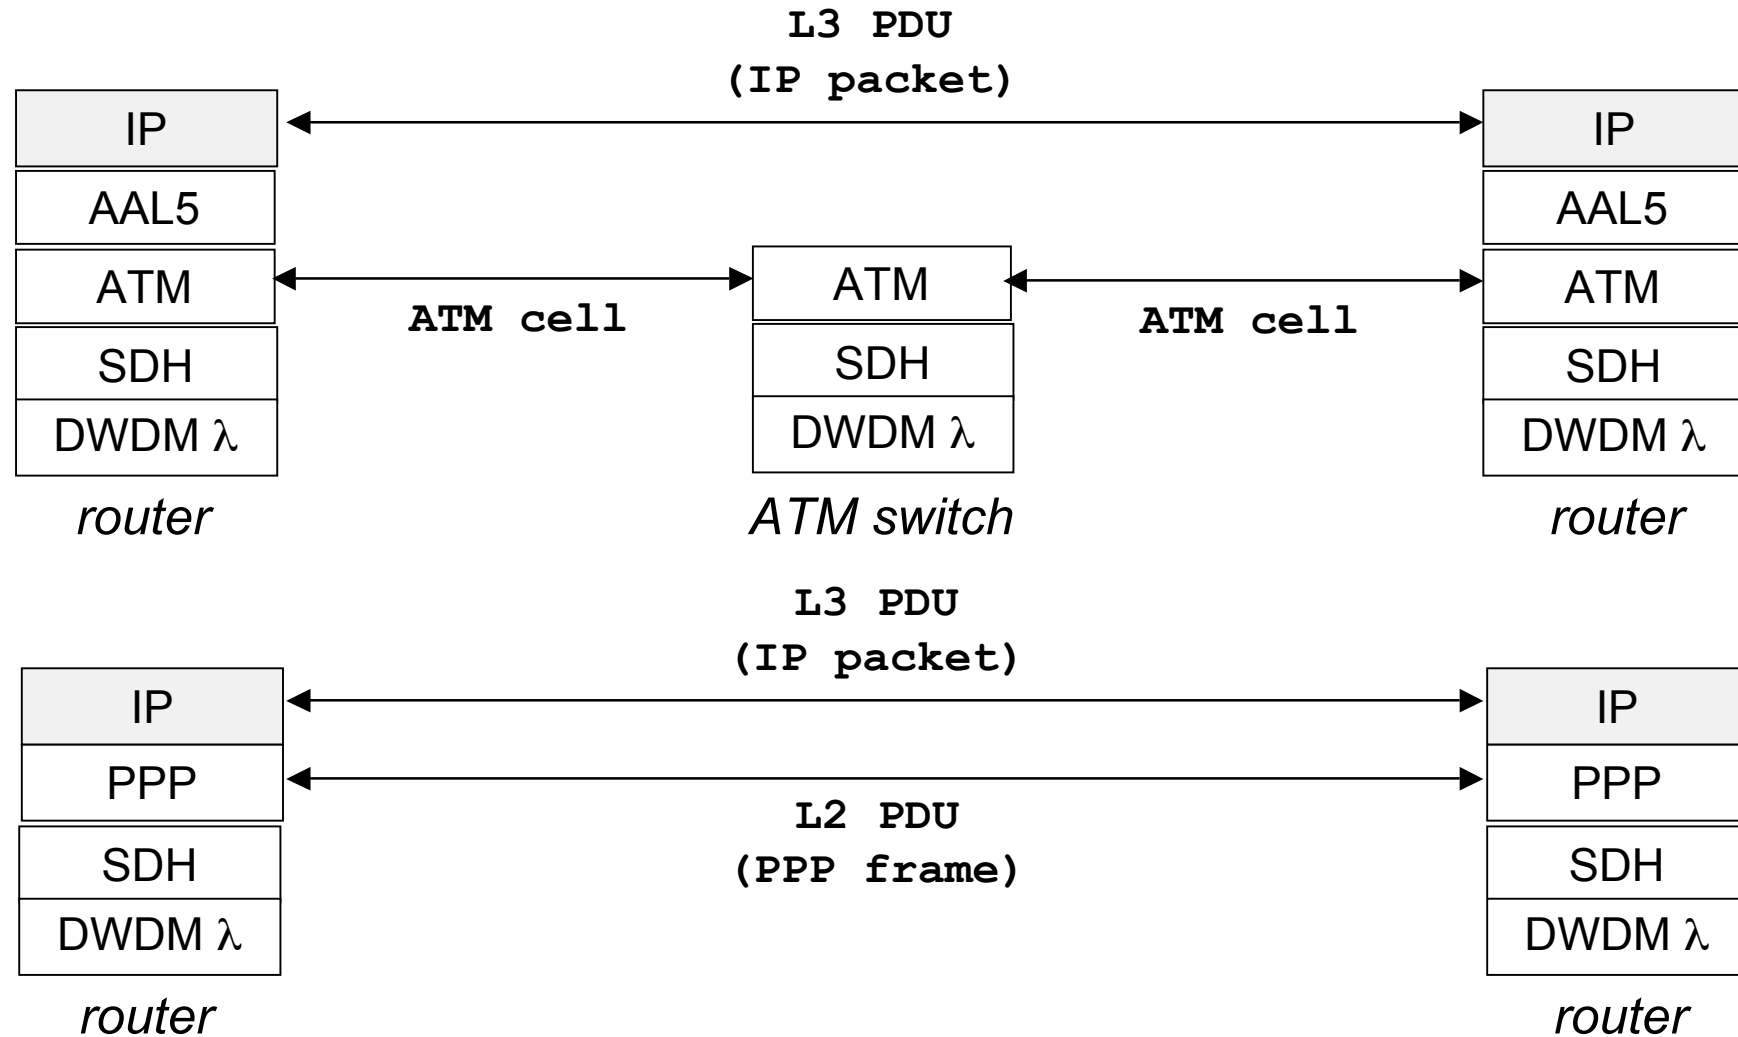 L3 PDU
(IP packet)
IP
IP
AAL5
AAL5
ATM
ATM
ATM
ATM cell
ATM cell
SDH
SDH
SDH
DWDM λ
DWDM λ
DWDM λ
router
ATM switch
router
L3 PDU
(IP packet)
IP
IP
PPP
PPP
L2 PDU
(PPP frame)
SDH
SDH
DWDM λ
DWDM λ
router
router